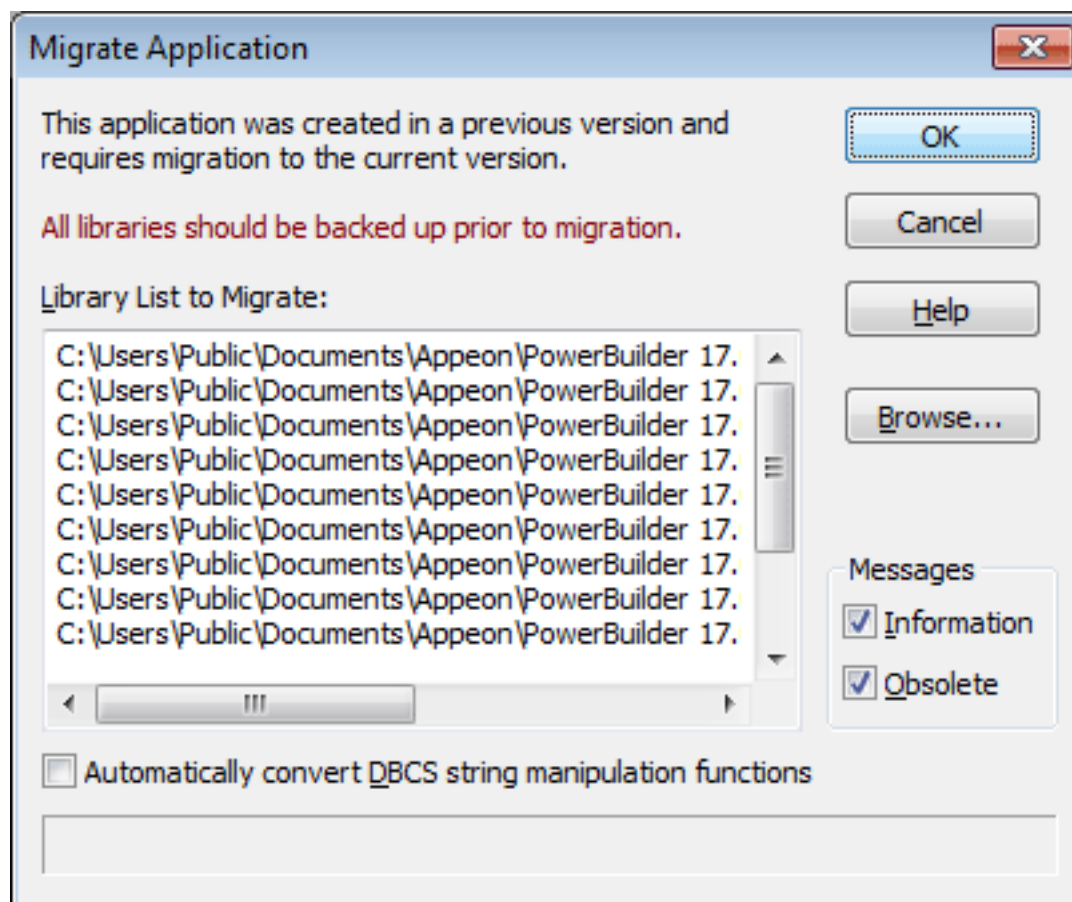 Migrate Application
This application was created in a previous version and
requires migration to the current version.
All libraries should be backed up prior to migration.
Library List to Migrate:
C:\Users\Public\Documents\Appeon\PowerBuilder 17.
C:\Users\Public\Documents\Appeon\PowerBuilder 17.
C:\Users\Public\Documents\Appeon\PowerBuilder 17.
C:\Users\Public\Documents\Appeon\PowerBuilder 17.
C:\Users\Public\Documents\Appeon\PowerBuilder 17.
C:\Users\Public\Documents\Appeon\PowerBuilder 17.
C:\Users\Public\Documents\Appeon\PowerBuilder 17.
C:\Users\Public\Documents\Appeon\PowerBuilder 17.
C:\Users\Public\Documents\Appeon\PowerBuilder 17.
OK
Cancel
Help
Browse...
Messages
Information
Obsolete
Automatically convert DBCS string manipulation functions